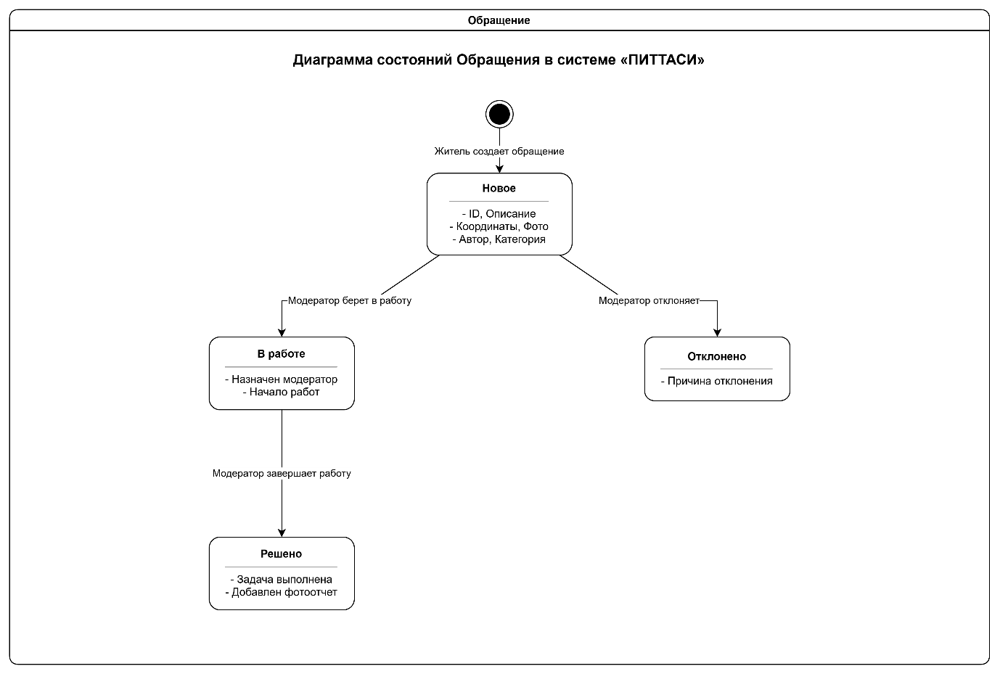 Обращение
Диаграмма состояний Обращения в системе «ПИТТАСИ»
Житель создает обращение
Новое
- ID, Описание
- Координаты, Фото
- Автор, Категория
Модератор берет в работу
Модератор отклоняет
В работе
- Назначен модератор
- Начало работ
Отклонено
- Причина отклонения
Модератор завершает работу
Решено
- Задача выполнена
- Добавлен фотоотчет